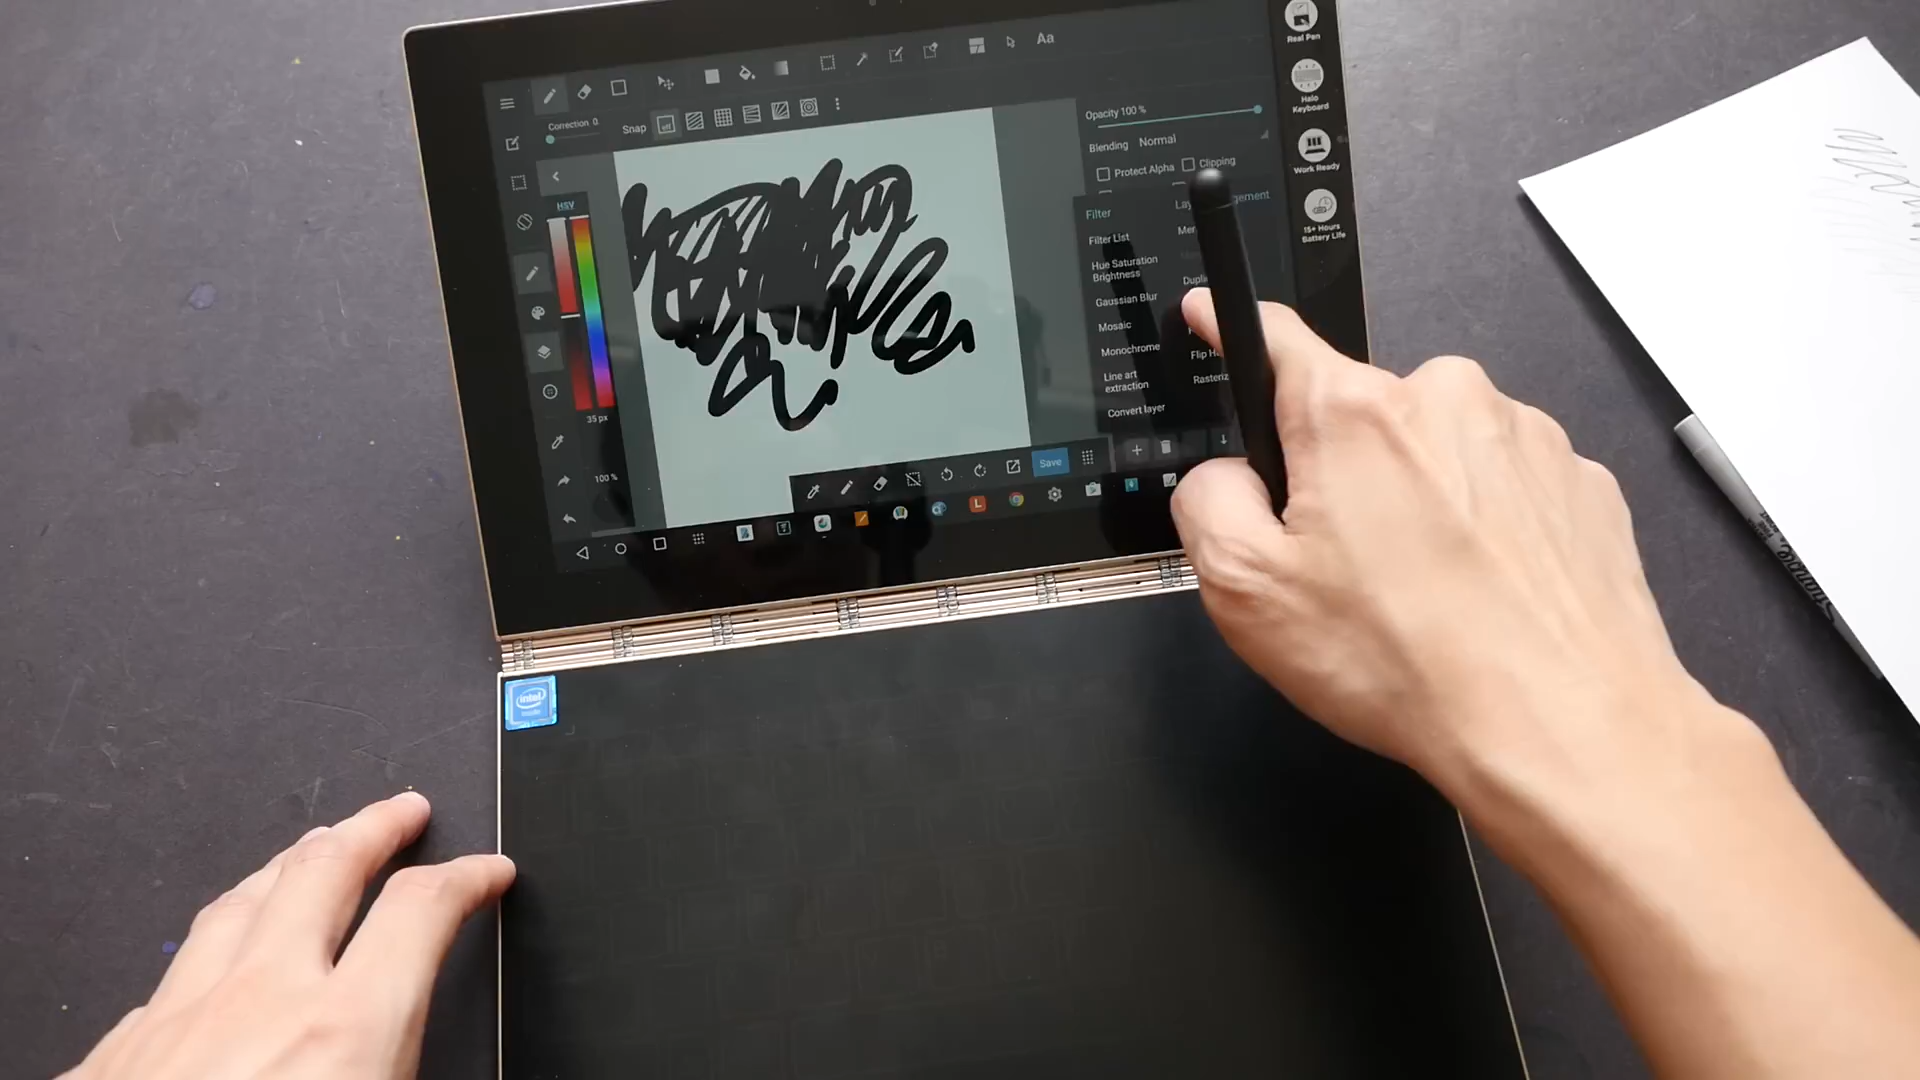 Real Pen
Halo
Keyboard
Work Ready
15+ Hours
Battery Life
Aa
Correction 0
Snap
off
Opacity 100 %
Blending Normal
Protect Alpha
Clipping
HSV
Filter
Filter List
Hue Saturation
Brightness
Gaussian Blur
Mosaic
Monochrome
Line art
extraction
Convert layer
35 px
100 %
Save
L
intel
inside